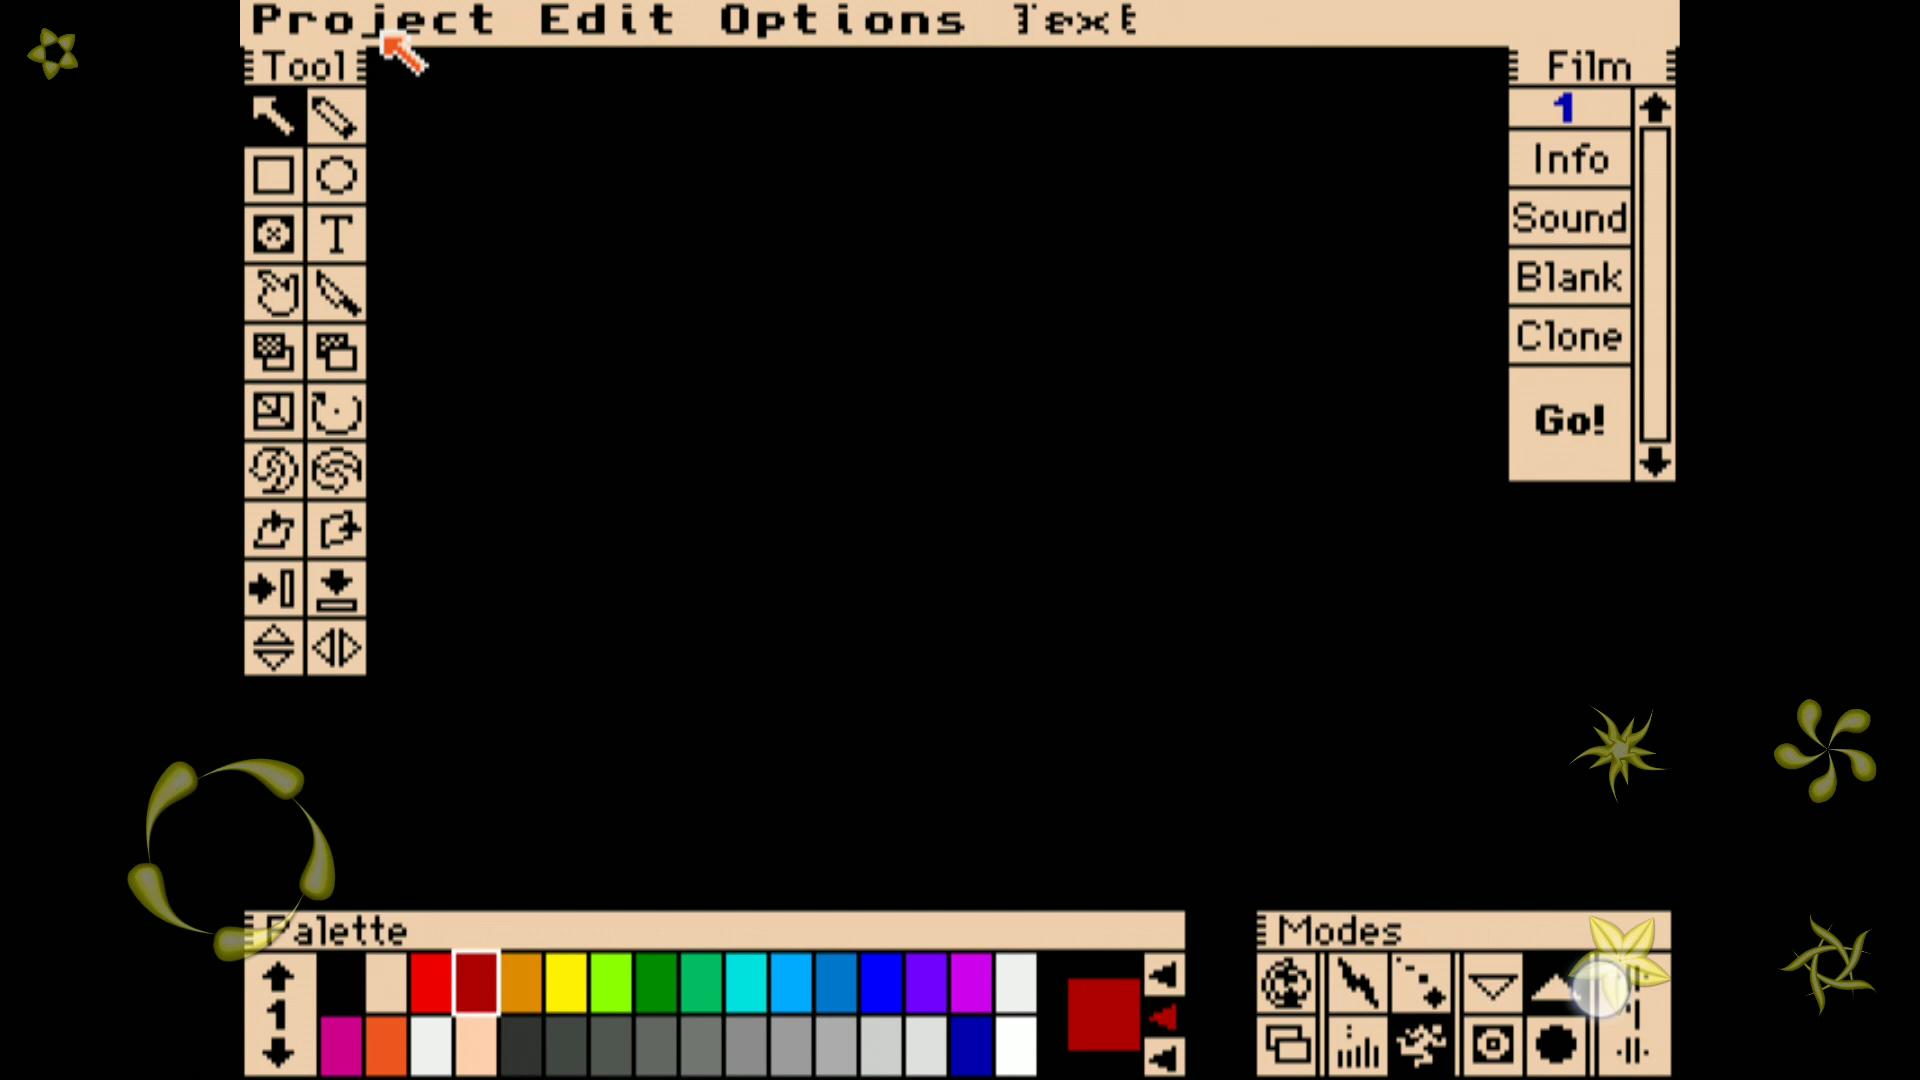 Project Edit Options Text
Tool
Film
1
Info
Sound
Blank
Clone
Go!
Palette
1
Modes